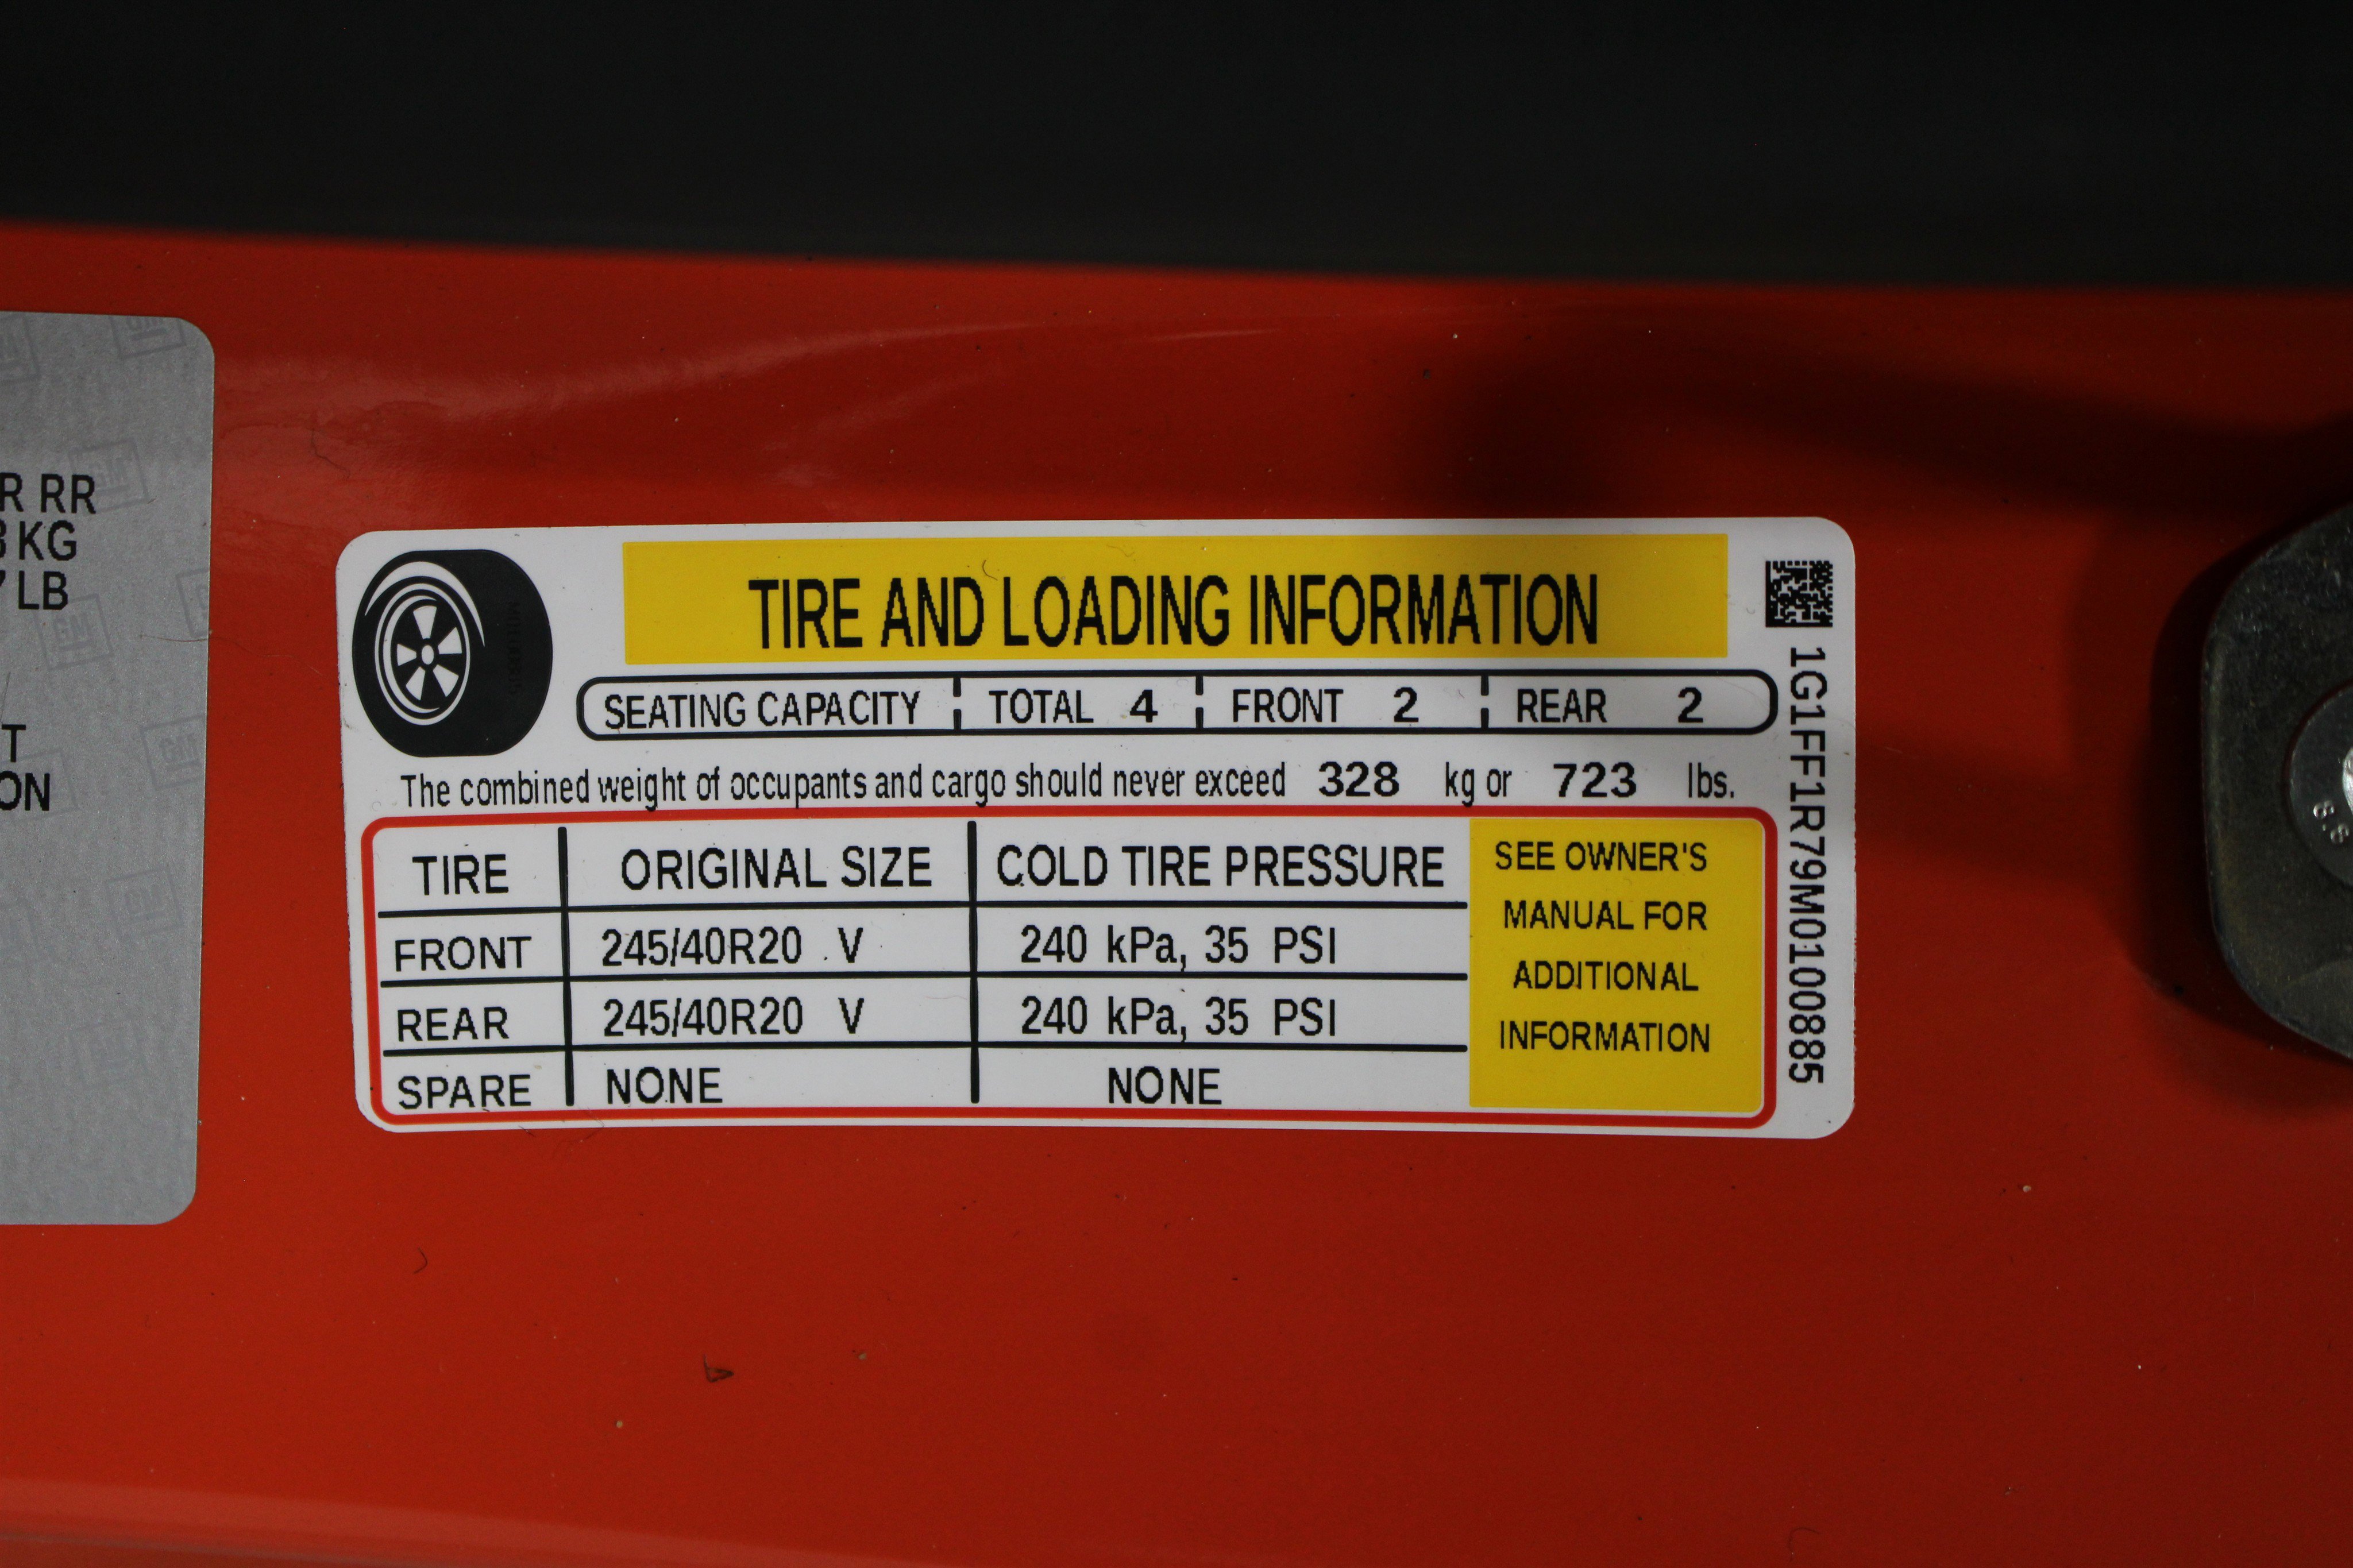 R RR
KG
LB
T
ON
GM
TIRE AND LOADING INFORMATION
SEATING CAPACITY TOTAL 4 FRONT 2 REAR 2
The combined weight of occupants and cargo should never exceed 328 kg or 723 lbs.
TIRE ORIGINAL SIZE COLD TIRE PRESSURE
FRONT 245/40R20 V 240 kPa, 35 PSI
REAR 245/40R20 V 240 kPa, 35 PSI
SPARE NONE NONE
SEE OWNER'S
MANUAL FOR
ADDITIONAL
INFORMATION
1G1FF1R79M0100885
8.8